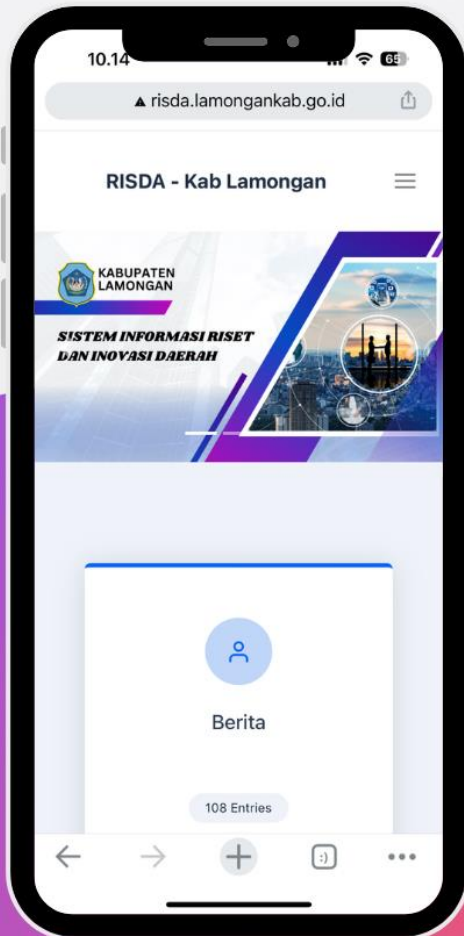 10.14
65
risda.lamongankab.go.id
RISDA - Kab Lamongan
KABUPATEN
LAMONGAN
SISTEM INFORMASI RISET
DAN INOVASI DAERAH
Berita
108 Entries
:)